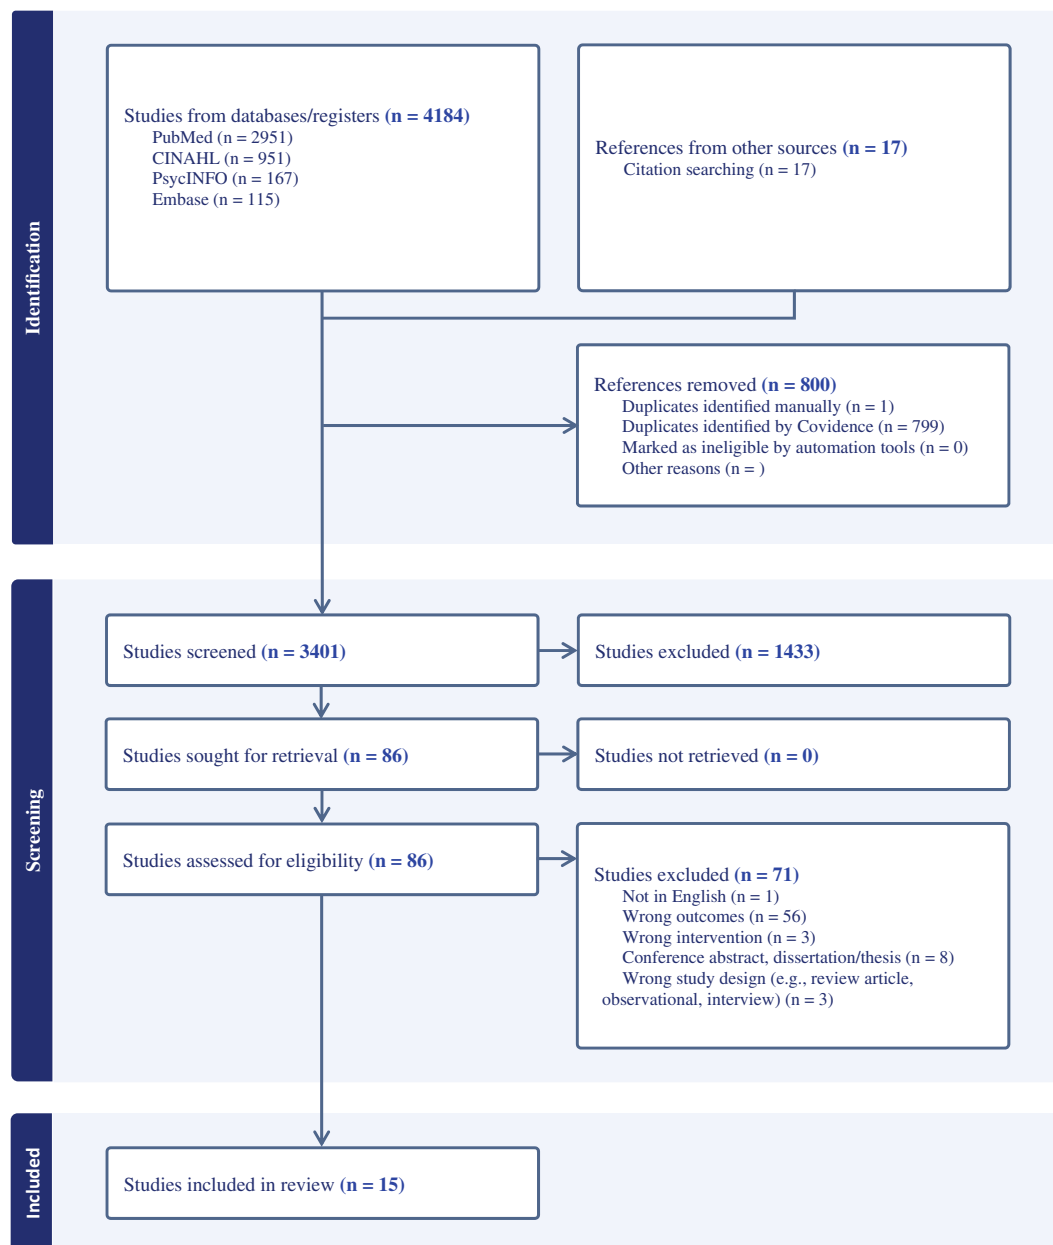 Identification
Studies from databases/registers (n = 4184)
PubMed (n = 2951)
CINAHL (n = 951)
PsycINFO (n = 167)
Embase (n = 115)
References from other sources (n = 17)
Citation searching (n = 17)
References removed (n = 800)
Duplicates identified manually (n = 1)
Duplicates identified by Covidence (n = 799)
Marked as ineligible by automation tools (n = 0)
Other reasons (n = )
Screening
Studies screened (n = 3401)
Studies excluded (n = 1433)
Studies sought for retrieval (n = 86)
Studies not retrieved (n = 0)
Studies assessed for eligibility (n = 86)
Studies excluded (n = 71)
Not in English (n = 1)
Wrong outcomes (n = 56)
Wrong intervention (n = 3)
Conference abstract, dissertation/thesis (n = 8)
Wrong study design (e.g., review article,
observational, interview) (n = 3)
Included
Studies included in review (n = 15)